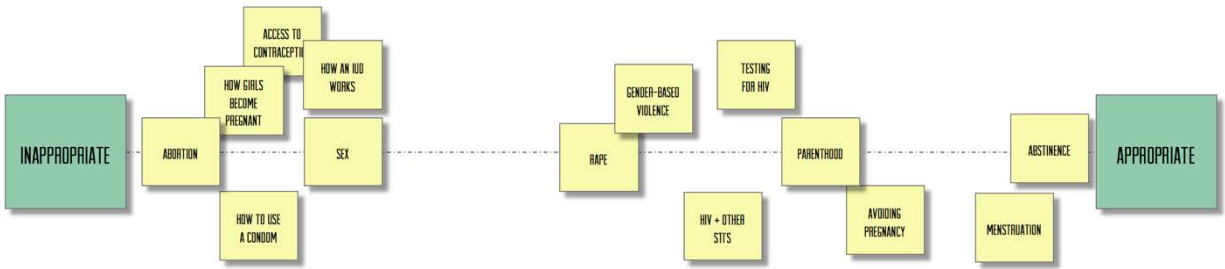 INAPPROPRIATE
ABORTION
HOW GIRLS
BECOME
PREGNANT
ACCESS TO
CONTRACEPTION
HOW AN IUD
WORKS
SEX
HOW TO USE
A CONDOM
RAPE
GENDER-BASED
VIOLENCE
TESTING
FOR HIV
HIV + OTHER
STI'S
PARENTHOOD
AVOIDING
PREGNANCY
ABSTINENCE
MENSTRUATION
APPROPRIATE